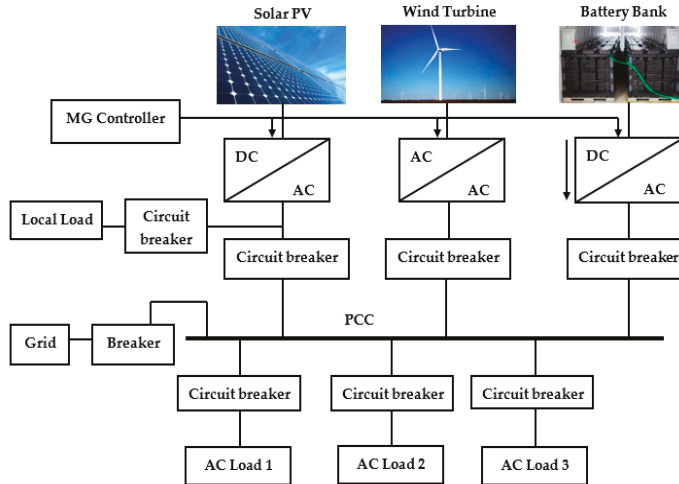 Solar PV
Wind Turbine
Battery Bank
MG Controller
DC
AC
AC
AC
DC
AC
Local Load
Circuit
breaker
Circuit breaker
Circuit breaker
Circuit breaker
PCC
Grid
Breaker
Circuit breaker
Circuit breaker
Circuit breaker
AC Load 1
AC Load 2
AC Load 3